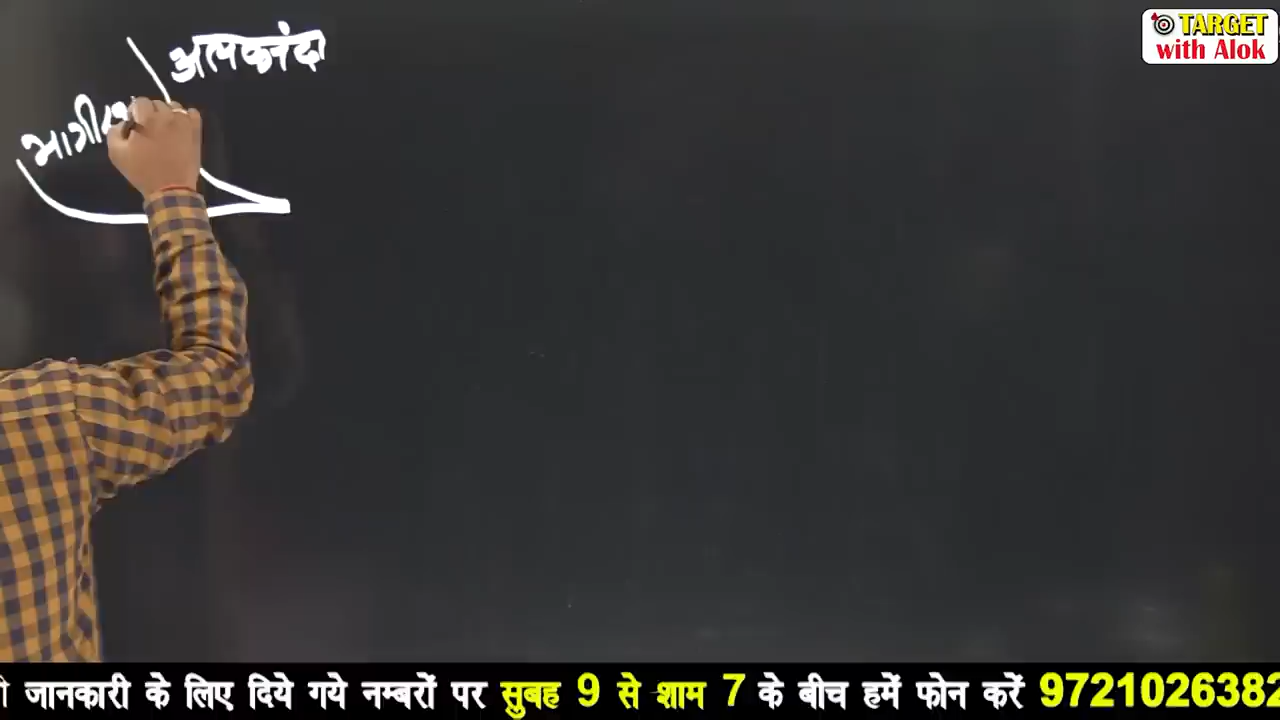 TARGET
with Alok
अलकनंदा
जानकारी के लिए दिये गये नम्बरों पर सुबह 9 से शाम 7 के बीच हमें फोन करें 9721026382